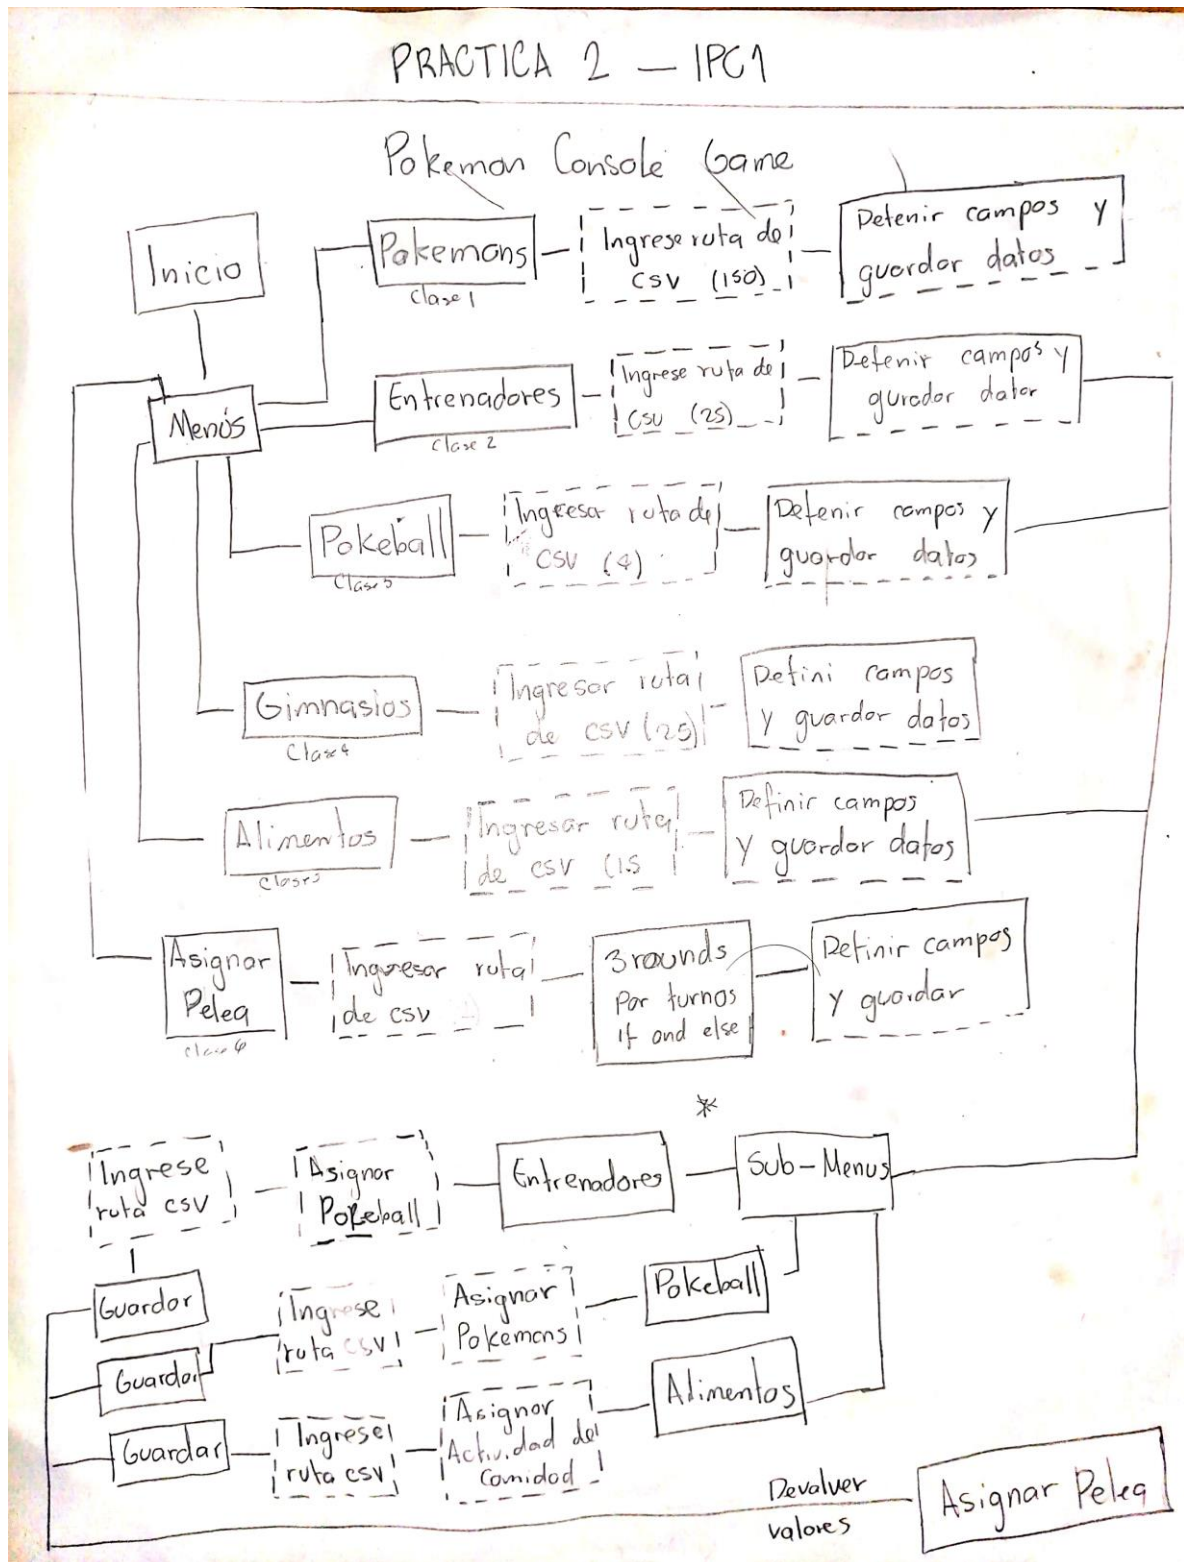 PRACTICA 2 — IPC1
Pokemon Console Game
Inicio
Menús
Pokemons
Clase 1
Ingrese ruta de
CSV (150)
Detenir campos y
guardar datos
Entrenadores
Clase 2
Ingrese ruta de
CSV (25)
Detenir campos y
guradar dator
Pokeball
Clase 3
Ingresar ruta de
CSV (4)
Detenir campos y
guardar datos
Gimnasios
Clase 4
Ingresar ruta
de CSV (25)
Defini campos
y guardar datos
Alimentos
Clase 5
Ingresar ruta
de csv (15
Definir campos
y guardar datos
Asignar
Pelea
Clase 6
Ingresar ruta
de csv
3 rounds
Por turnos
If and else
Definir campos
y guardar
*
Ingrese
ruta csv
Asignar
Pokeball
Entrenadores
Sub-Menus
Guardar
Ingrese
ruta csv
Asignar
Pokemons
Pokeball
Guardar
Guardar
Ingrese
ruta csv
Asignar
Actividad de
Comidad
Alimentos
Devolver
valores
Asignar Pelea